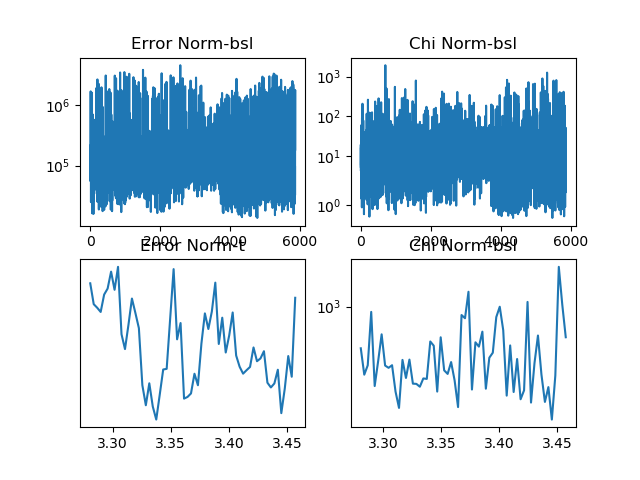 Error Norm-bsl
Chi Norm-bsl
10^6
10^5
0 2000 4000 6000
10^3
10^2
10^1
10^0
0 2000 4000 6000
Error Norm-t
Chi Norm-bsl
3.30 3.35 3.40 3.45
10^3
3.30 3.35 3.40 3.45